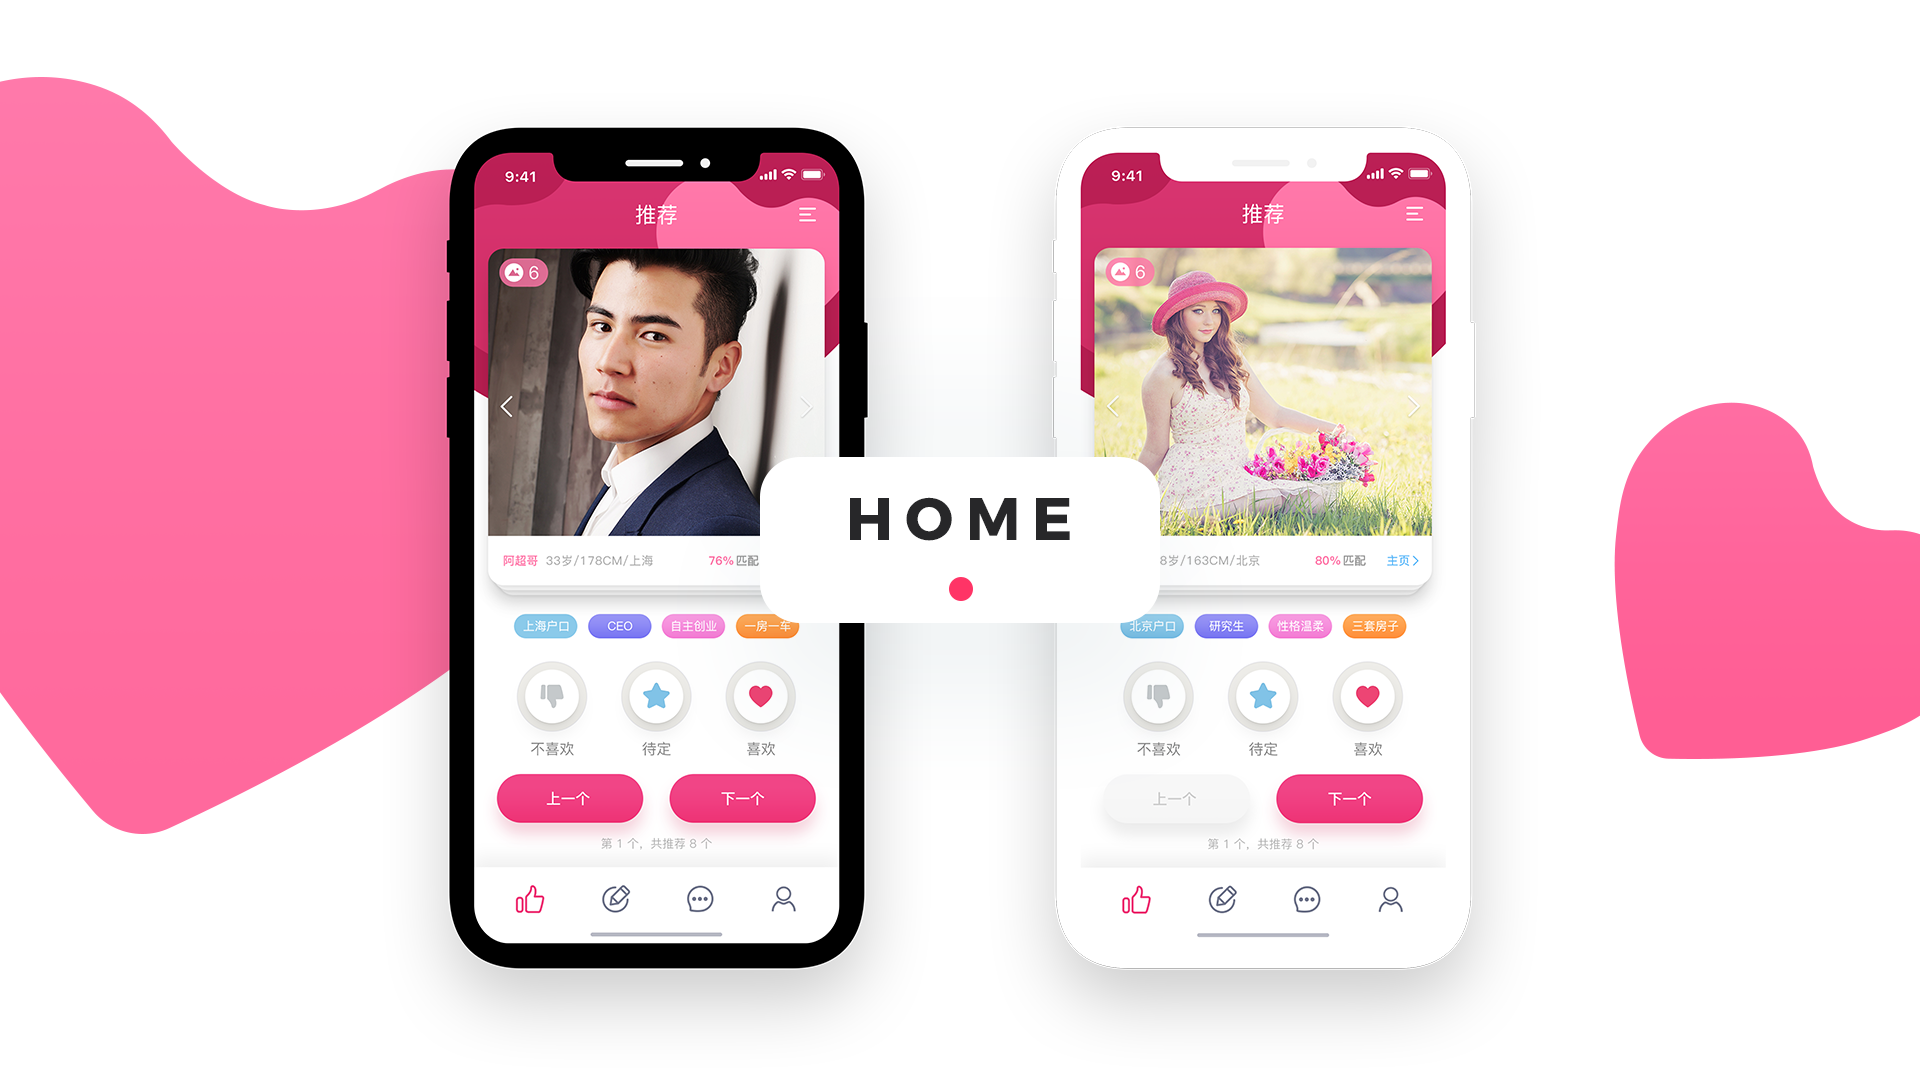 9:41
推荐
6
阿超哥 33岁/178CM/上海 76% 匹配
上海户口 CEO 自主创业 一房一车
不喜欢 待定 喜欢
上一个 下一个
第 1 个，共推荐 8 个
HOME
9:41
推荐
6
8岁/163CM/北京 80% 匹配 主页
北京户口 研究生 性格温柔 三套房子
不喜欢 待定 喜欢
上一个 下一个
第 1 个，共推荐 8 个